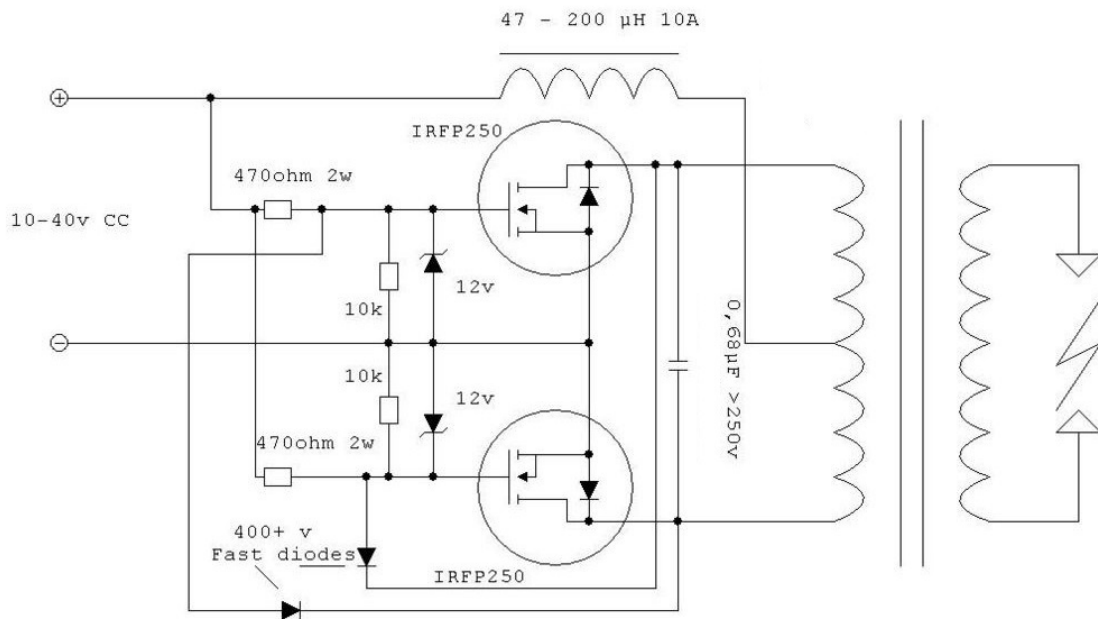 47 - 200 µH 10A
IRFP250
470ohm 2w
10-40v CC
12v
10k
0,68µF >250v
10k
12v
470ohm 2w
400+ v
Fast diodes
IRFP250